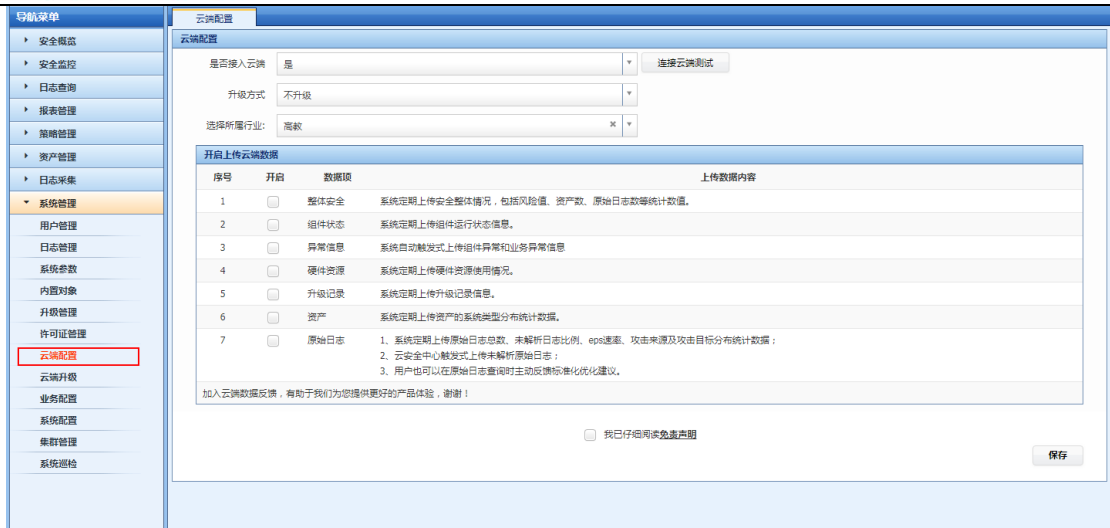 导航菜单
安全概览
安全监控
日志查询
报表管理
策略管理
资产管理
日志采集
系统管理
用户管理
日志管理
系统参数
内置对象
升级管理
许可证管理
云端配置
云端升级
业务配置
系统配置
集群管理
系统巡检
云端配置
云端配置
是否接入云端 是 连接云端测试
升级方式 不升级
选择所属行业: 高教
开启上传云端数据
序号 开启 数据项 上传数据内容
1 整体安全 系统定期上传安全整体情况，包括风险值、资产数、原始日志数等统计数值。
2 组件状态 系统定期上传组件运行状态信息。
3 异常信息 系统自动触发式上传组件异常和业务异常信息
4 硬件资源 系统定期上传硬件资源使用情况。
5 升级记录 系统定期上传升级记录信息。
6 资产 系统定期上传资产的系统类型分布统计数据。
7 原始日志 1、系统定期上传原始日志总数、未解析日志比例、eps速率、攻击来源及攻击目标分布统计数据；
2、云安全中心触发式上传未解析原始日志；
3、用户也可以在原始日志查询时主动反馈标准化优化建议。
加入云端数据反馈，有助于我们为您提供更好的产品体验，谢谢！
我已仔细阅读免责声明
保存